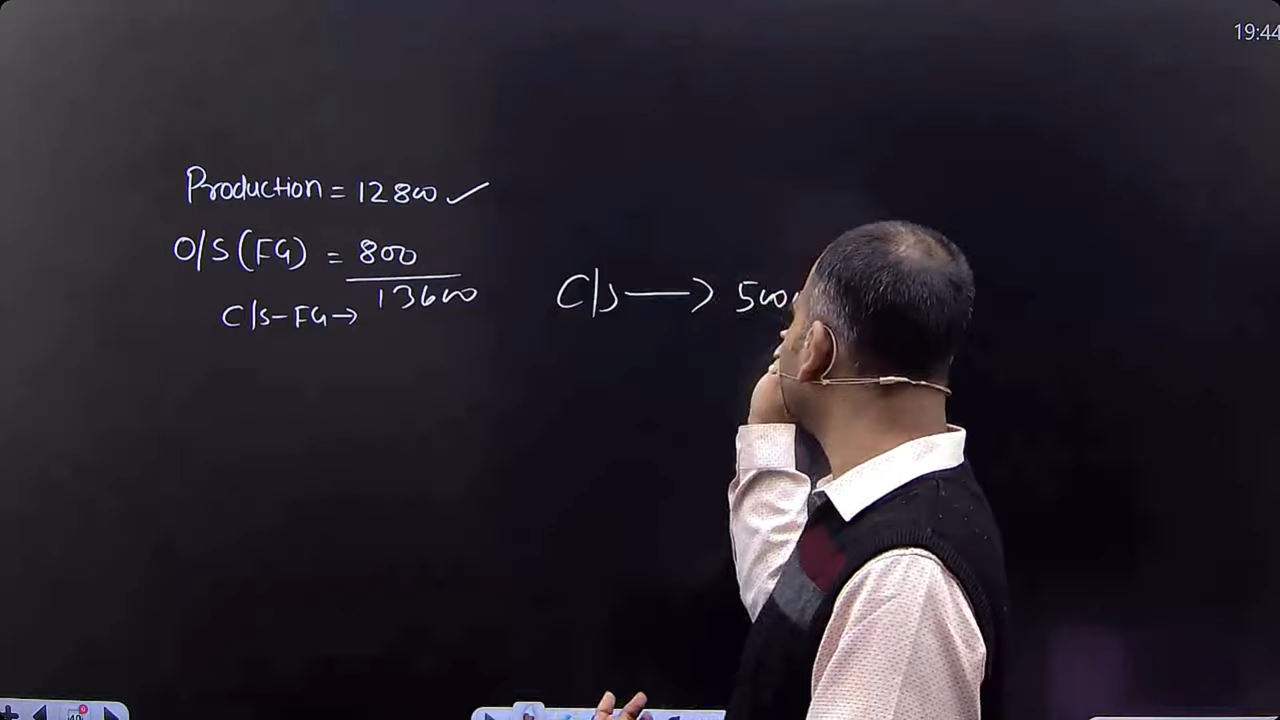 19:44
Production = 12800 ✓
O/S (FG) = 800
13600
C/S-FG →
C/S → 500